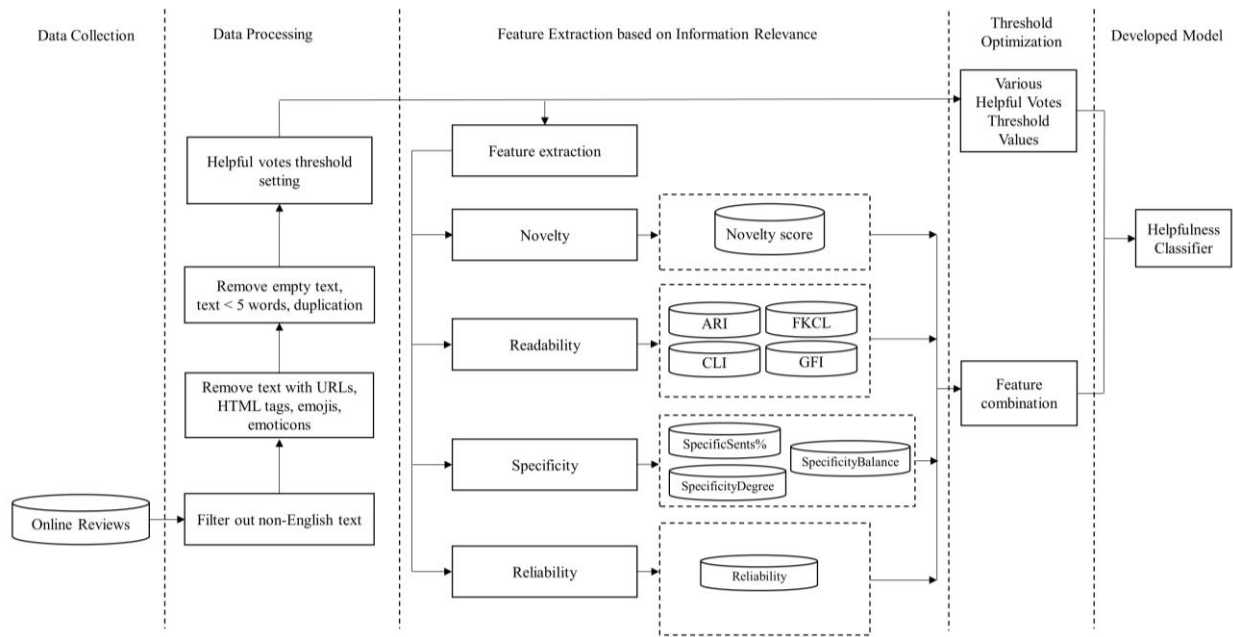 Data Collection
Data Processing
Feature Extraction based on Information Relevance
Threshold
Optimization
Developed Model
Various
Helpful Votes
Threshold
Values
Helpful votes threshold
setting
Feature extraction
Novelty
Novelty score
Helpfulness
Classifier
Remove empty text,
text < 5 words, duplication
Readability
ARI
FKCL
CLI
GFI
Remove text with URLs,
HTML tags, emojis,
emoticons
Feature
combination
Specificity
SpecificSents%
SpecificityBalance
SpecificityDegree
Online Reviews
Filter out non-English text
Reliability
Reliability